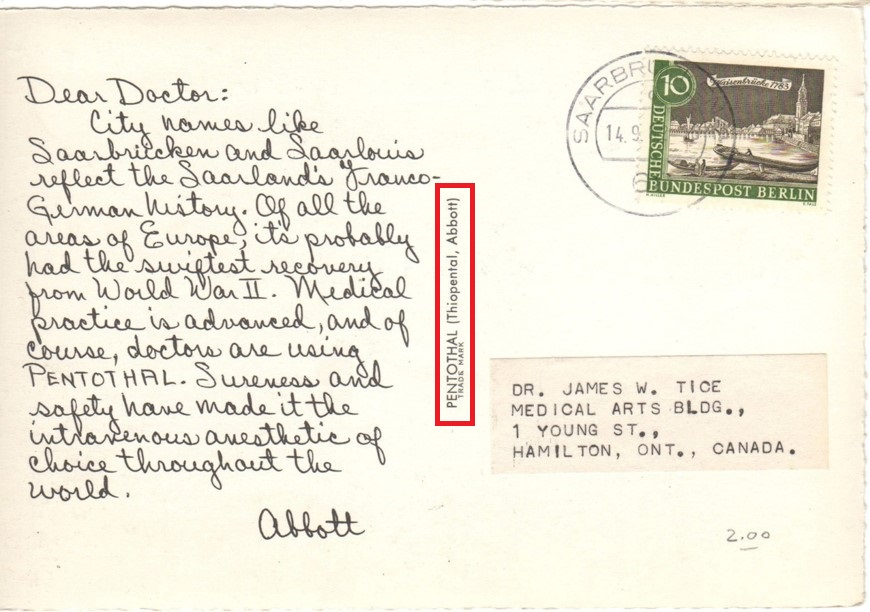 Dear Doctor:
City names like
Saarbrücken and Saarlouis
reflect the Saarland's Franco-
German history. Of all the
areas of Europe, it's probably
had the swiftest recovery
from World War II. Medical
practice is advanced, and of
course, doctors are using
PENTOTHAL. Sureness and
safety have made it the
intravenous anesthetic of
choice throughout the
world.
Abbott
PENTOTHAL (Thiopental, Abbott)
TRADE MARK
SAARBRÜ
14.9.
10
1783
DEUTSCHE
BUNDESPOST BERLIN
DR. JAMES W. TICE
MEDICAL ARTS BLDG.,
1 YOUNG ST.,
HAMILTON, ONT., CANADA.
2.00